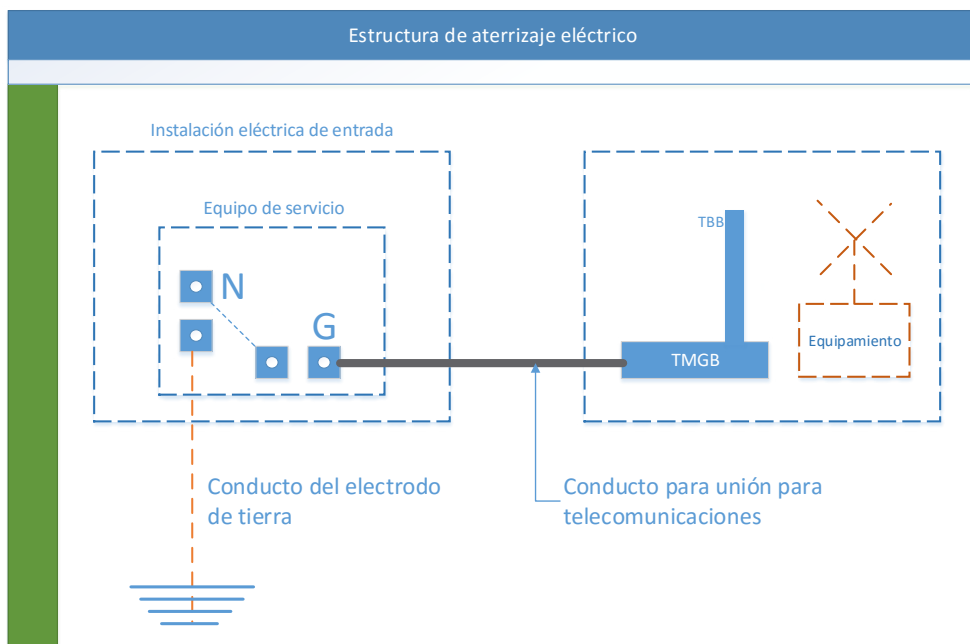 Estructura de aterrizaje eléctrico
Instalación eléctrica de entrada
Equipo de servicio
N
G
TBB
TMGB
Equipamiento
Conducto del electrodo
de tierra
Conducto para unión para
telecomunicaciones